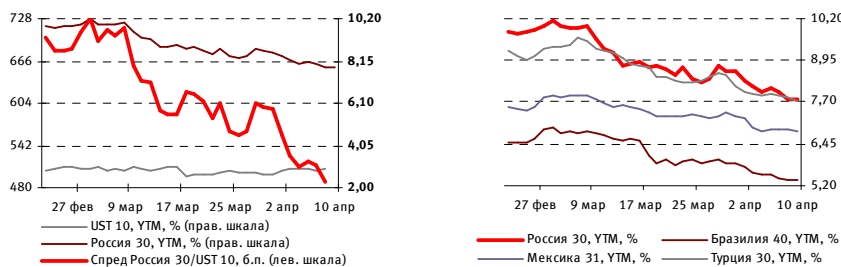 728
666
604
542
480
10,20
8,15
6,10
4,05
2,00
27 фев
9 мар
18 мар
25 мар
2 апр
10 апр
UST 10, YTM, % (прав. шкала)
Россия 30, YTM, % (прав. шкала)
Спред Россия 30/UST 10, б.п. (лев. шкала)
10,20
8,95
7,70
6,45
5,20
27 фев
9 мар
17 мар
25 мар
2 апр
10 апр
Россия 30, YTM, %
Бразилия 40, YTM, %
Мексика 31, YTM, %
Турция 30, YTM, %